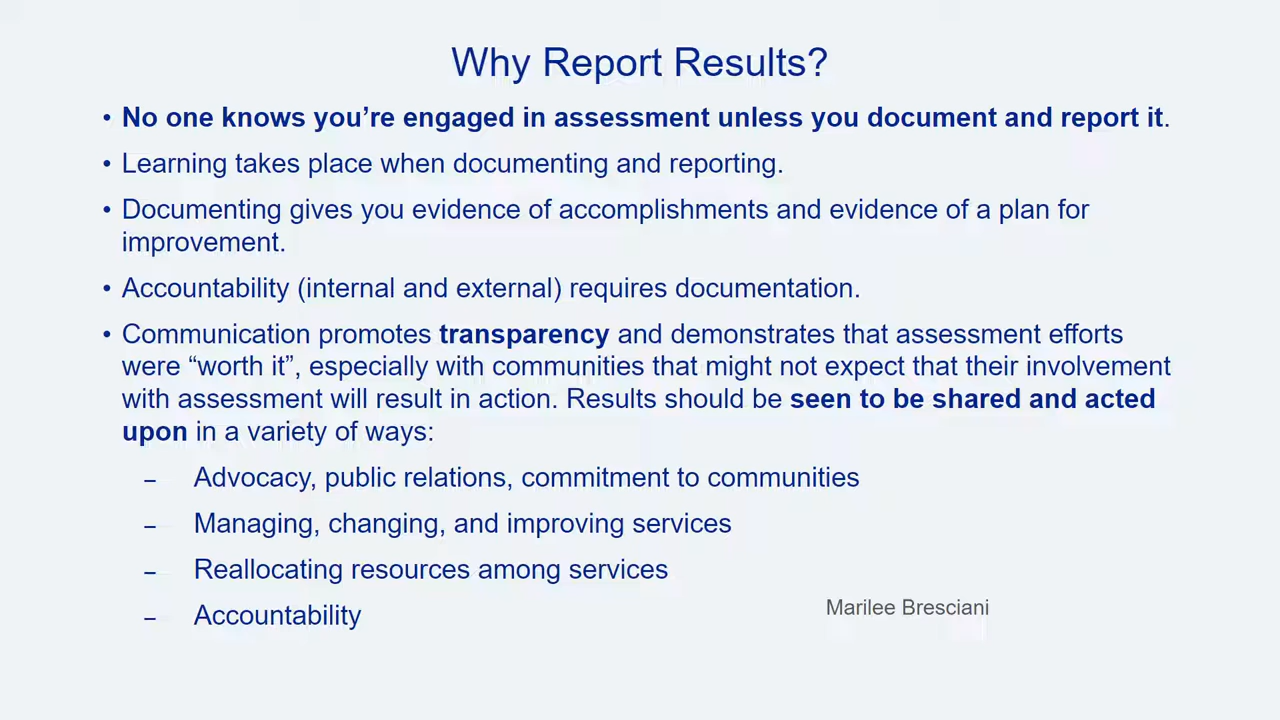 Why Report Results?
• No one knows you’re engaged in assessment unless you document and report it.
• Learning takes place when documenting and reporting.
• Documenting gives you evidence of accomplishments and evidence of a plan for
improvement.
• Accountability (internal and external) requires documentation.
• Communication promotes transparency and demonstrates that assessment efforts
were “worth it”, especially with communities that might not expect that their involvement
with assessment will result in action. Results should be seen to be shared and acted
upon in a variety of ways:
– Advocacy, public relations, commitment to communities
– Managing, changing, and improving services
– Reallocating resources among services
– Accountability
Marilee Bresciani